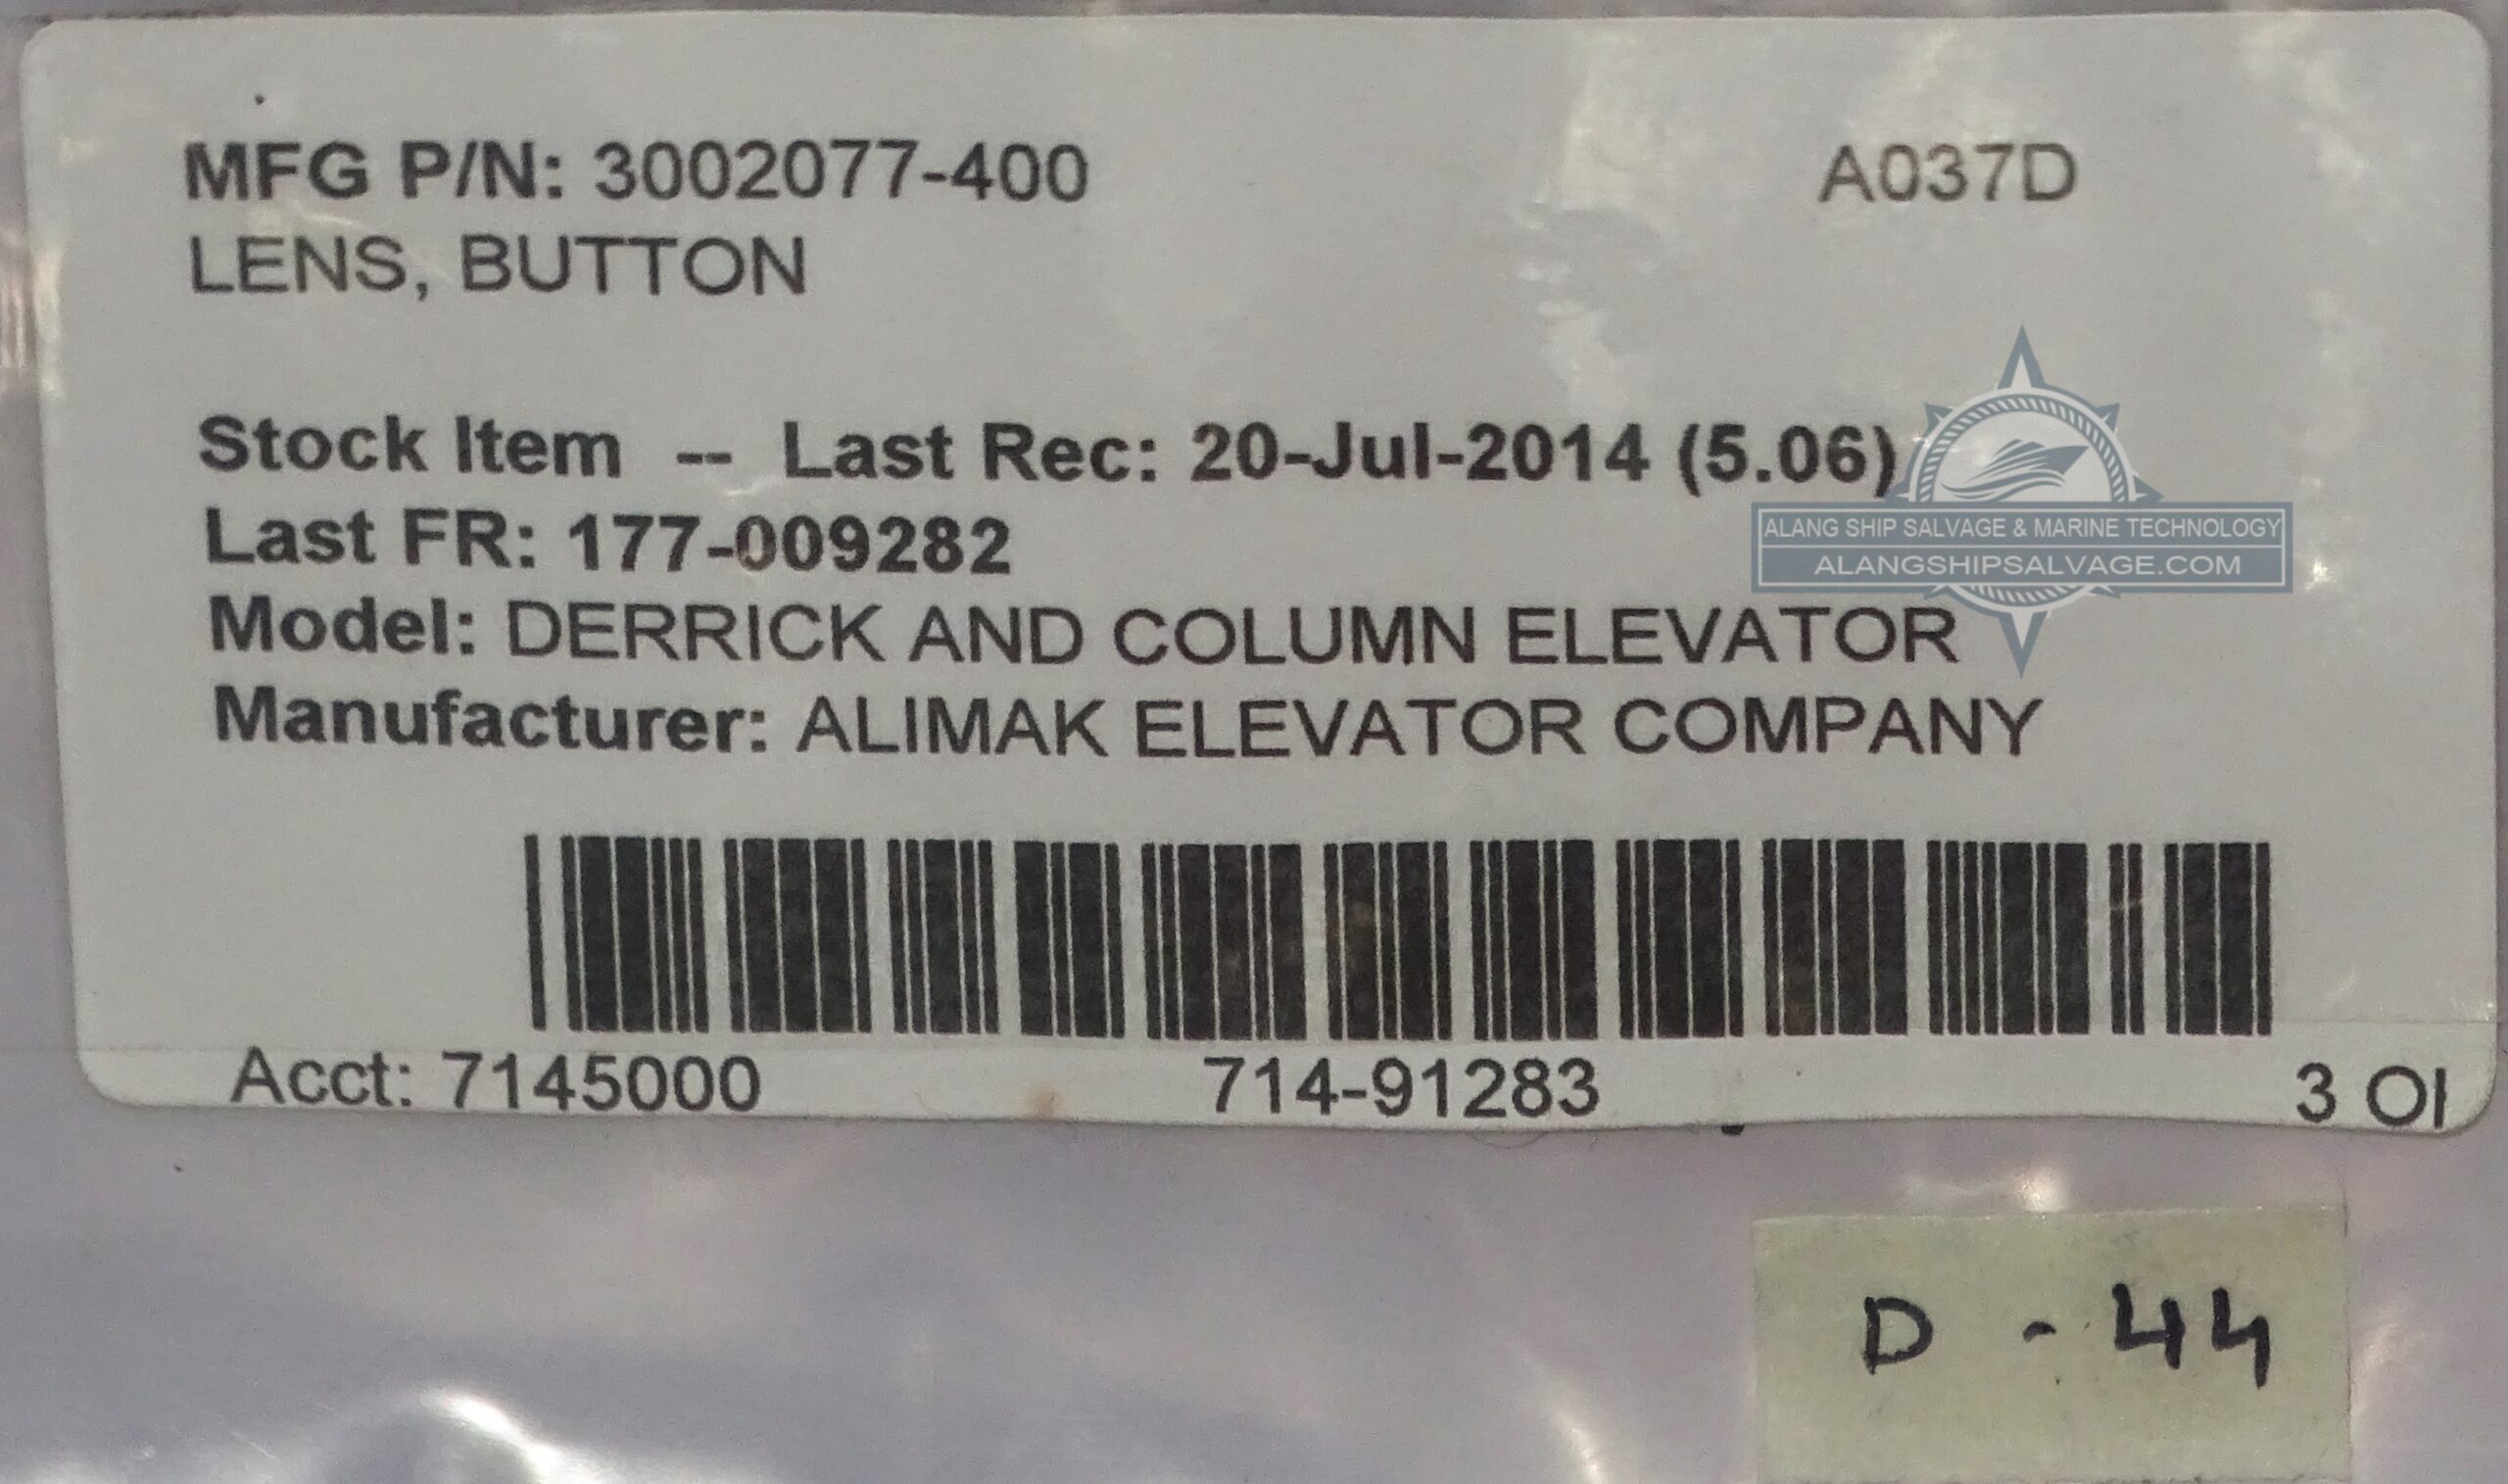 MFG P/N: 3002077-400 A037D
LENS, BUTTON
Stock Item -- Last Rec: 20-Jul-2014 (5.06)
ALANG SHIP SALVAGE & MARINE TECHNOLOGY
ALANGSHIPSALVAGE.COM
Last FR: 177-009282
Model: DERRICK AND COLUMN ELEVATOR
Manufacturer: ALIMAK ELEVATOR COMPANY
Acct: 7145000 714-91283 3 OI
D - 44